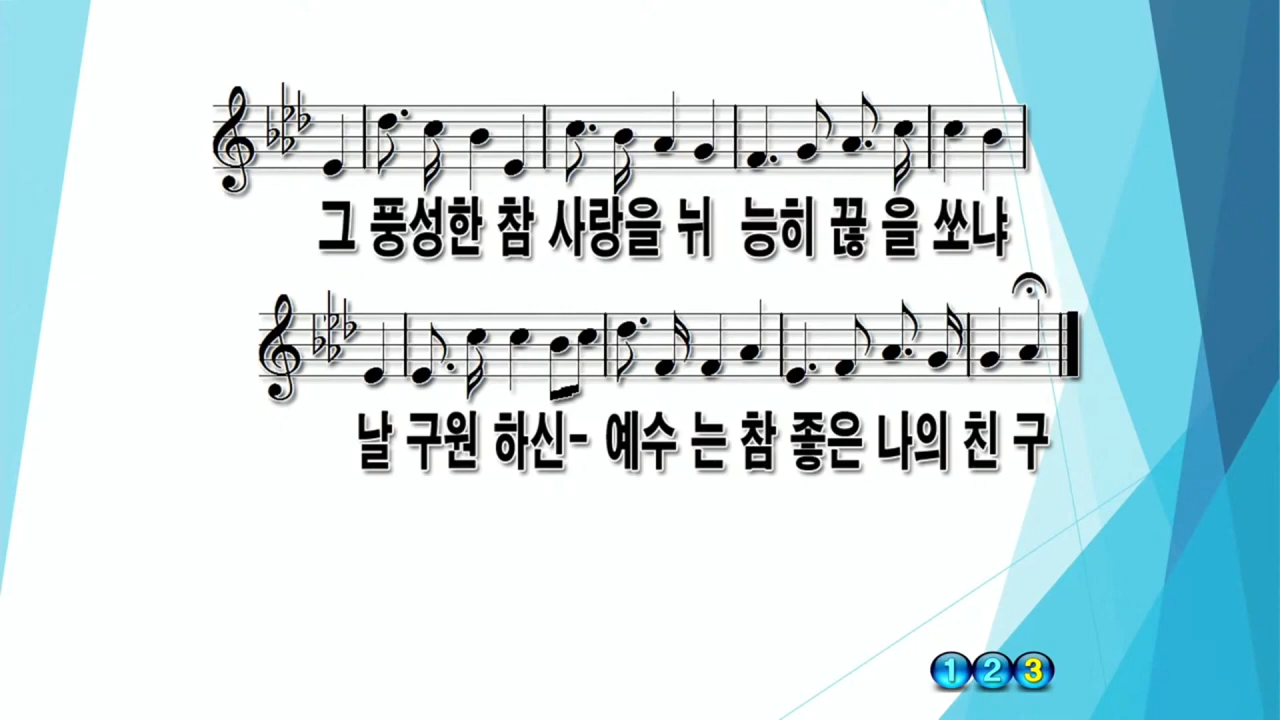 그 풍성한 참 사랑을 뉘 능히 끊 을 쏘냐
날 구원 하신- 예수 는 참 좋은 나의 친 구
1 2 3